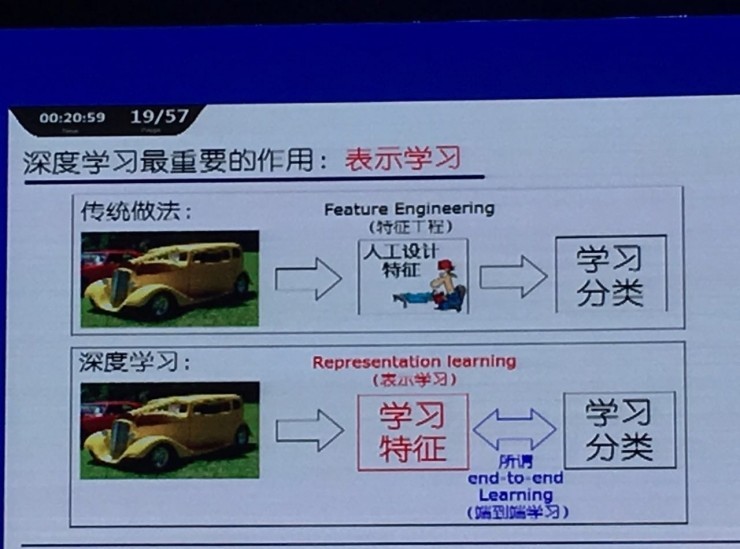 00:20:59 19/57
深度学习最重要的作用：表示学习
传统做法：
Feature Engineering
(特征工程)
人工设计
特征
学习
分类
深度学习：
Representation learning
(表示学习)
学习
特征
学习
分类
所谓
end-to-end
Learning
(端到端学习)